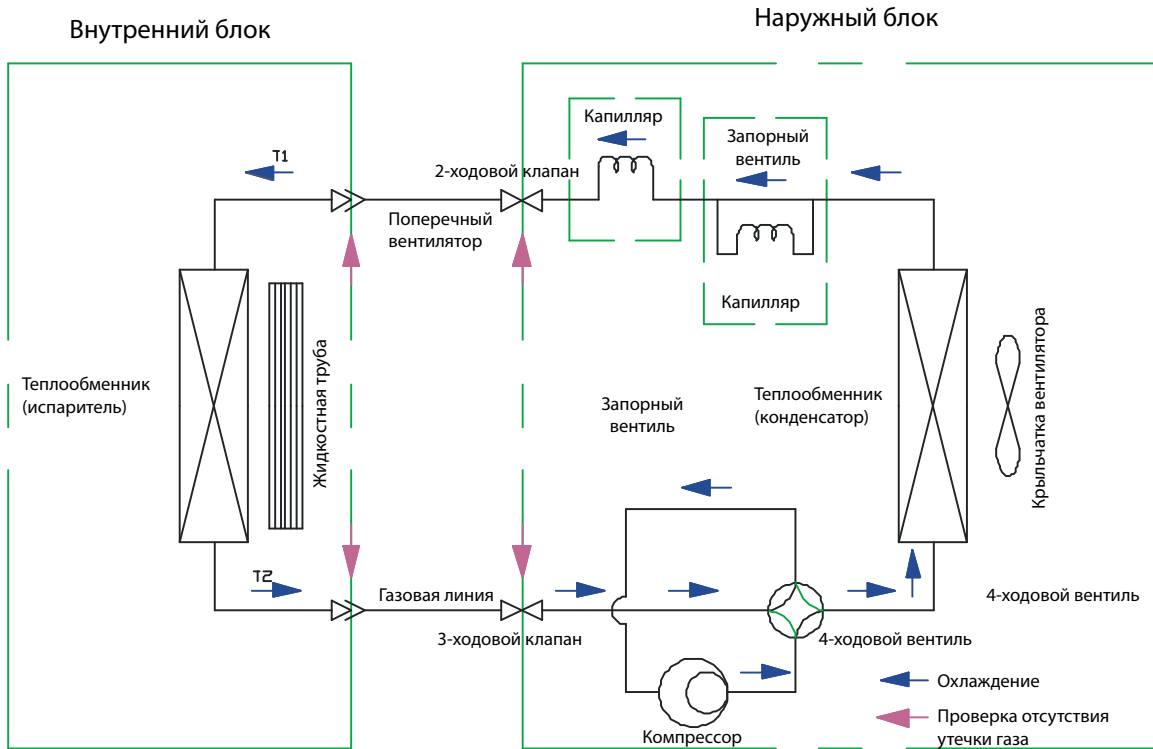 Внутренний блок
Наружный блок
Капилляр
Запорный
вентиль
T1
2-ходовой клапан
Поперечный
вентилятор
Капилляр
Теплообменник
(испаритель)
Жидкостная труба
Запорный
вентиль
Теплообменник
(конденсатор)
Крыльчатка вентилятора
T2
Газовая линия
3-ходовой клапан
4-ходовой вентиль
4-ходовой вентиль
Компрессор
Охлаждение
Проверка отсутствия
утечки газа